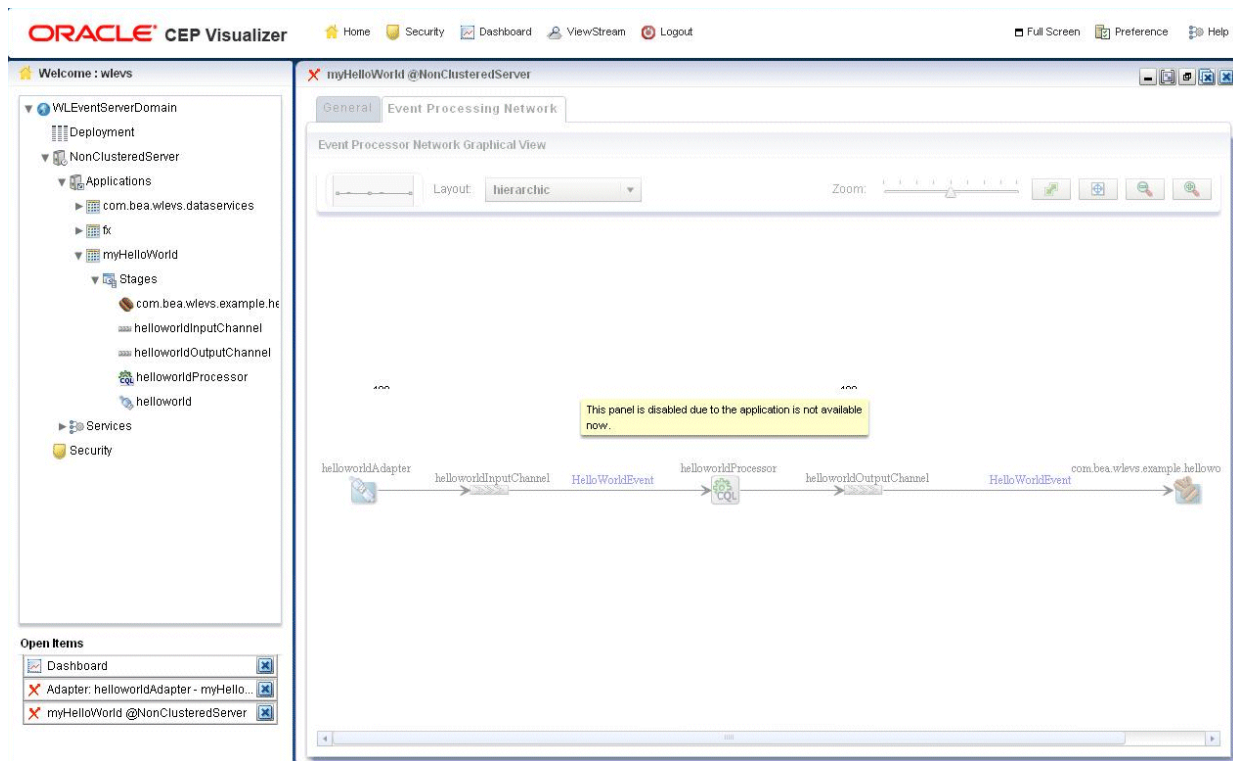 ORACLE CEP Visualizer
Home Security Dashboard ViewStream Logout
Full Screen Preference Help
Welcome : wlevs
WLEventServerDomain
Deployment
NonClusteredServer
Applications
com.bea.wlevs.dataservices
fx
myHelloWorld
Stages
com.bea.wlevs.example.he
helloworldInputChannel
helloworldOutputChannel
helloworldProcessor
helloworld
Services
Security
Open Items
Dashboard
Adapter: helloworldAdapter - myHello...
myHelloWorld @NonClusteredServer
myHelloWorld @NonClusteredServer
General Event Processing Network
Event Processor Network Graphical View
Layout: hierarchic Zoom:
This panel is disabled due to the application is not available
now.
helloworldAdapter
helloworldInputChannel
HelloWorldEvent
helloworldProcessor
CQL
helloworldOutputChannel
HelloWorldEvent
com.bea.wlevs.example.hellowo